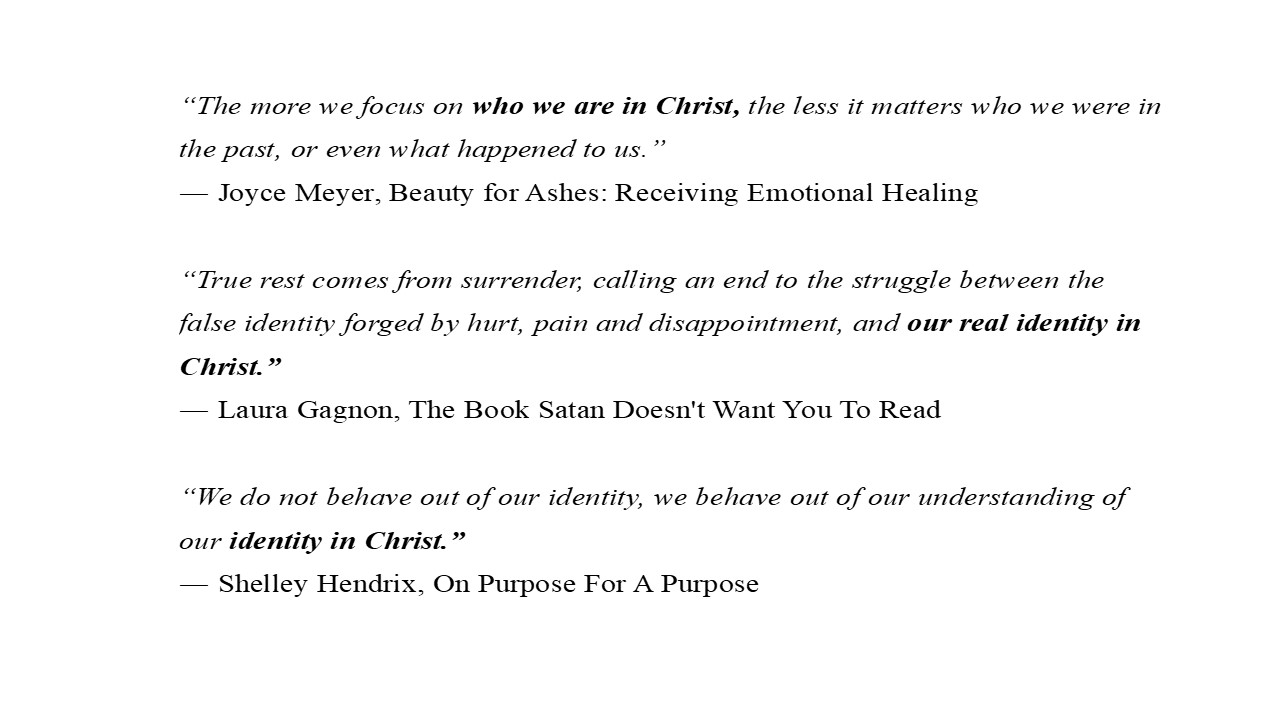 “The more we focus on who we are in Christ, the less it matters who we were in
the past, or even what happened to us.”
— Joyce Meyer, Beauty for Ashes: Receiving Emotional Healing
“True rest comes from surrender, calling an end to the struggle between the
false identity forged by hurt, pain and disappointment, and our real identity in
Christ.”
— Laura Gagnon, The Book Satan Doesn't Want You To Read
“We do not behave out of our identity, we behave out of our understanding of
our identity in Christ.”
— Shelley Hendrix, On Purpose For A Purpose